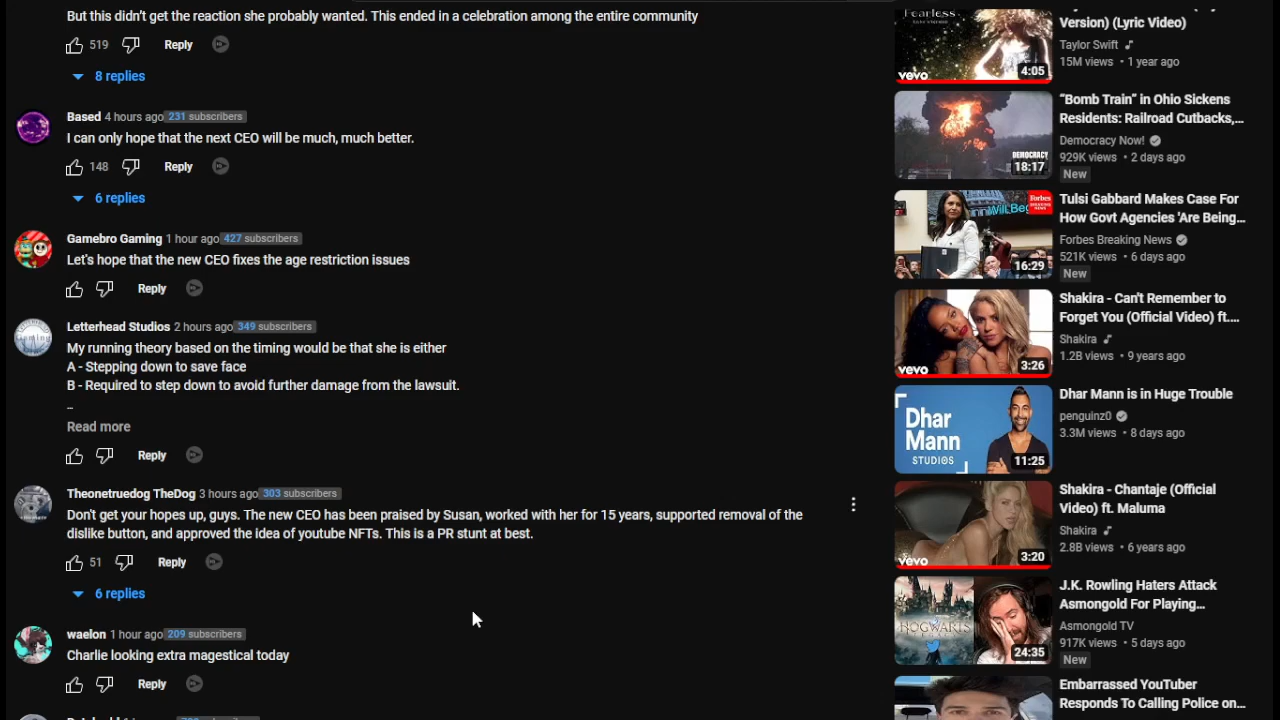 But this didn't get the reaction she probably wanted. This ended in a celebration among the entire community
519 Reply
8 replies
Based 4 hours ago 231 subscribers
I can only hope that the next CEO will be much, much better.
148 Reply
6 replies
Gamebro Gaming 1 hour ago 427 subscribers
Let's hope that the new CEO fixes the age restriction issues
Reply
Letterhead Studios 2 hours ago 349 subscribers
My running theory based on the timing would be that she is either
A - Stepping down to save face
B - Required to step down to avoid further damage from the lawsuit.
...
Read more
Reply
Theonetruedog TheDog 3 hours ago 303 subscribers
Don't get your hopes up, guys. The new CEO has been praised by Susan, worked with her for 15 years, supported removal of the
dislike button, and approved the idea of youtube NFTs. This is a PR stunt at best.
51 Reply
6 replies
waelon 1 hour ago 209 subscribers
Charlie looking extra magestical today
Reply
Fearless
vevo
4:05
Version) (Lyric Video)
Taylor Swift
15M views • 1 year ago
DEMOCRACY
18:17
"Bomb Train" in Ohio Sickens
Residents: Railroad Cutbacks,...
Democracy Now!
929K views • 2 days ago
New
Forbes
BREAKING
NEWS
16:29
Tulsi Gabbard Makes Case For
How Govt Agencies 'Are Being...
Forbes Breaking News
521K views • 6 days ago
New
vevo
3:26
Shakira - Can't Remember to
Forget You (Official Video) ft....
Shakira
1.2B views • 9 years ago
Dhar
Mann
STUDIOS
11:25
Dhar Mann is in Huge Trouble
penguinz0
3.3M views • 8 days ago
vevo
3:20
Shakira - Chantaje (Official
Video) ft. Maluma
Shakira
2.8B views • 6 years ago
HOGWARTS
24:35
J.K. Rowling Haters Attack
Asmongold For Playing...
Asmongold TV
917K views • 5 days ago
New
Embarrassed YouTuber
Responds To Calling Police on...